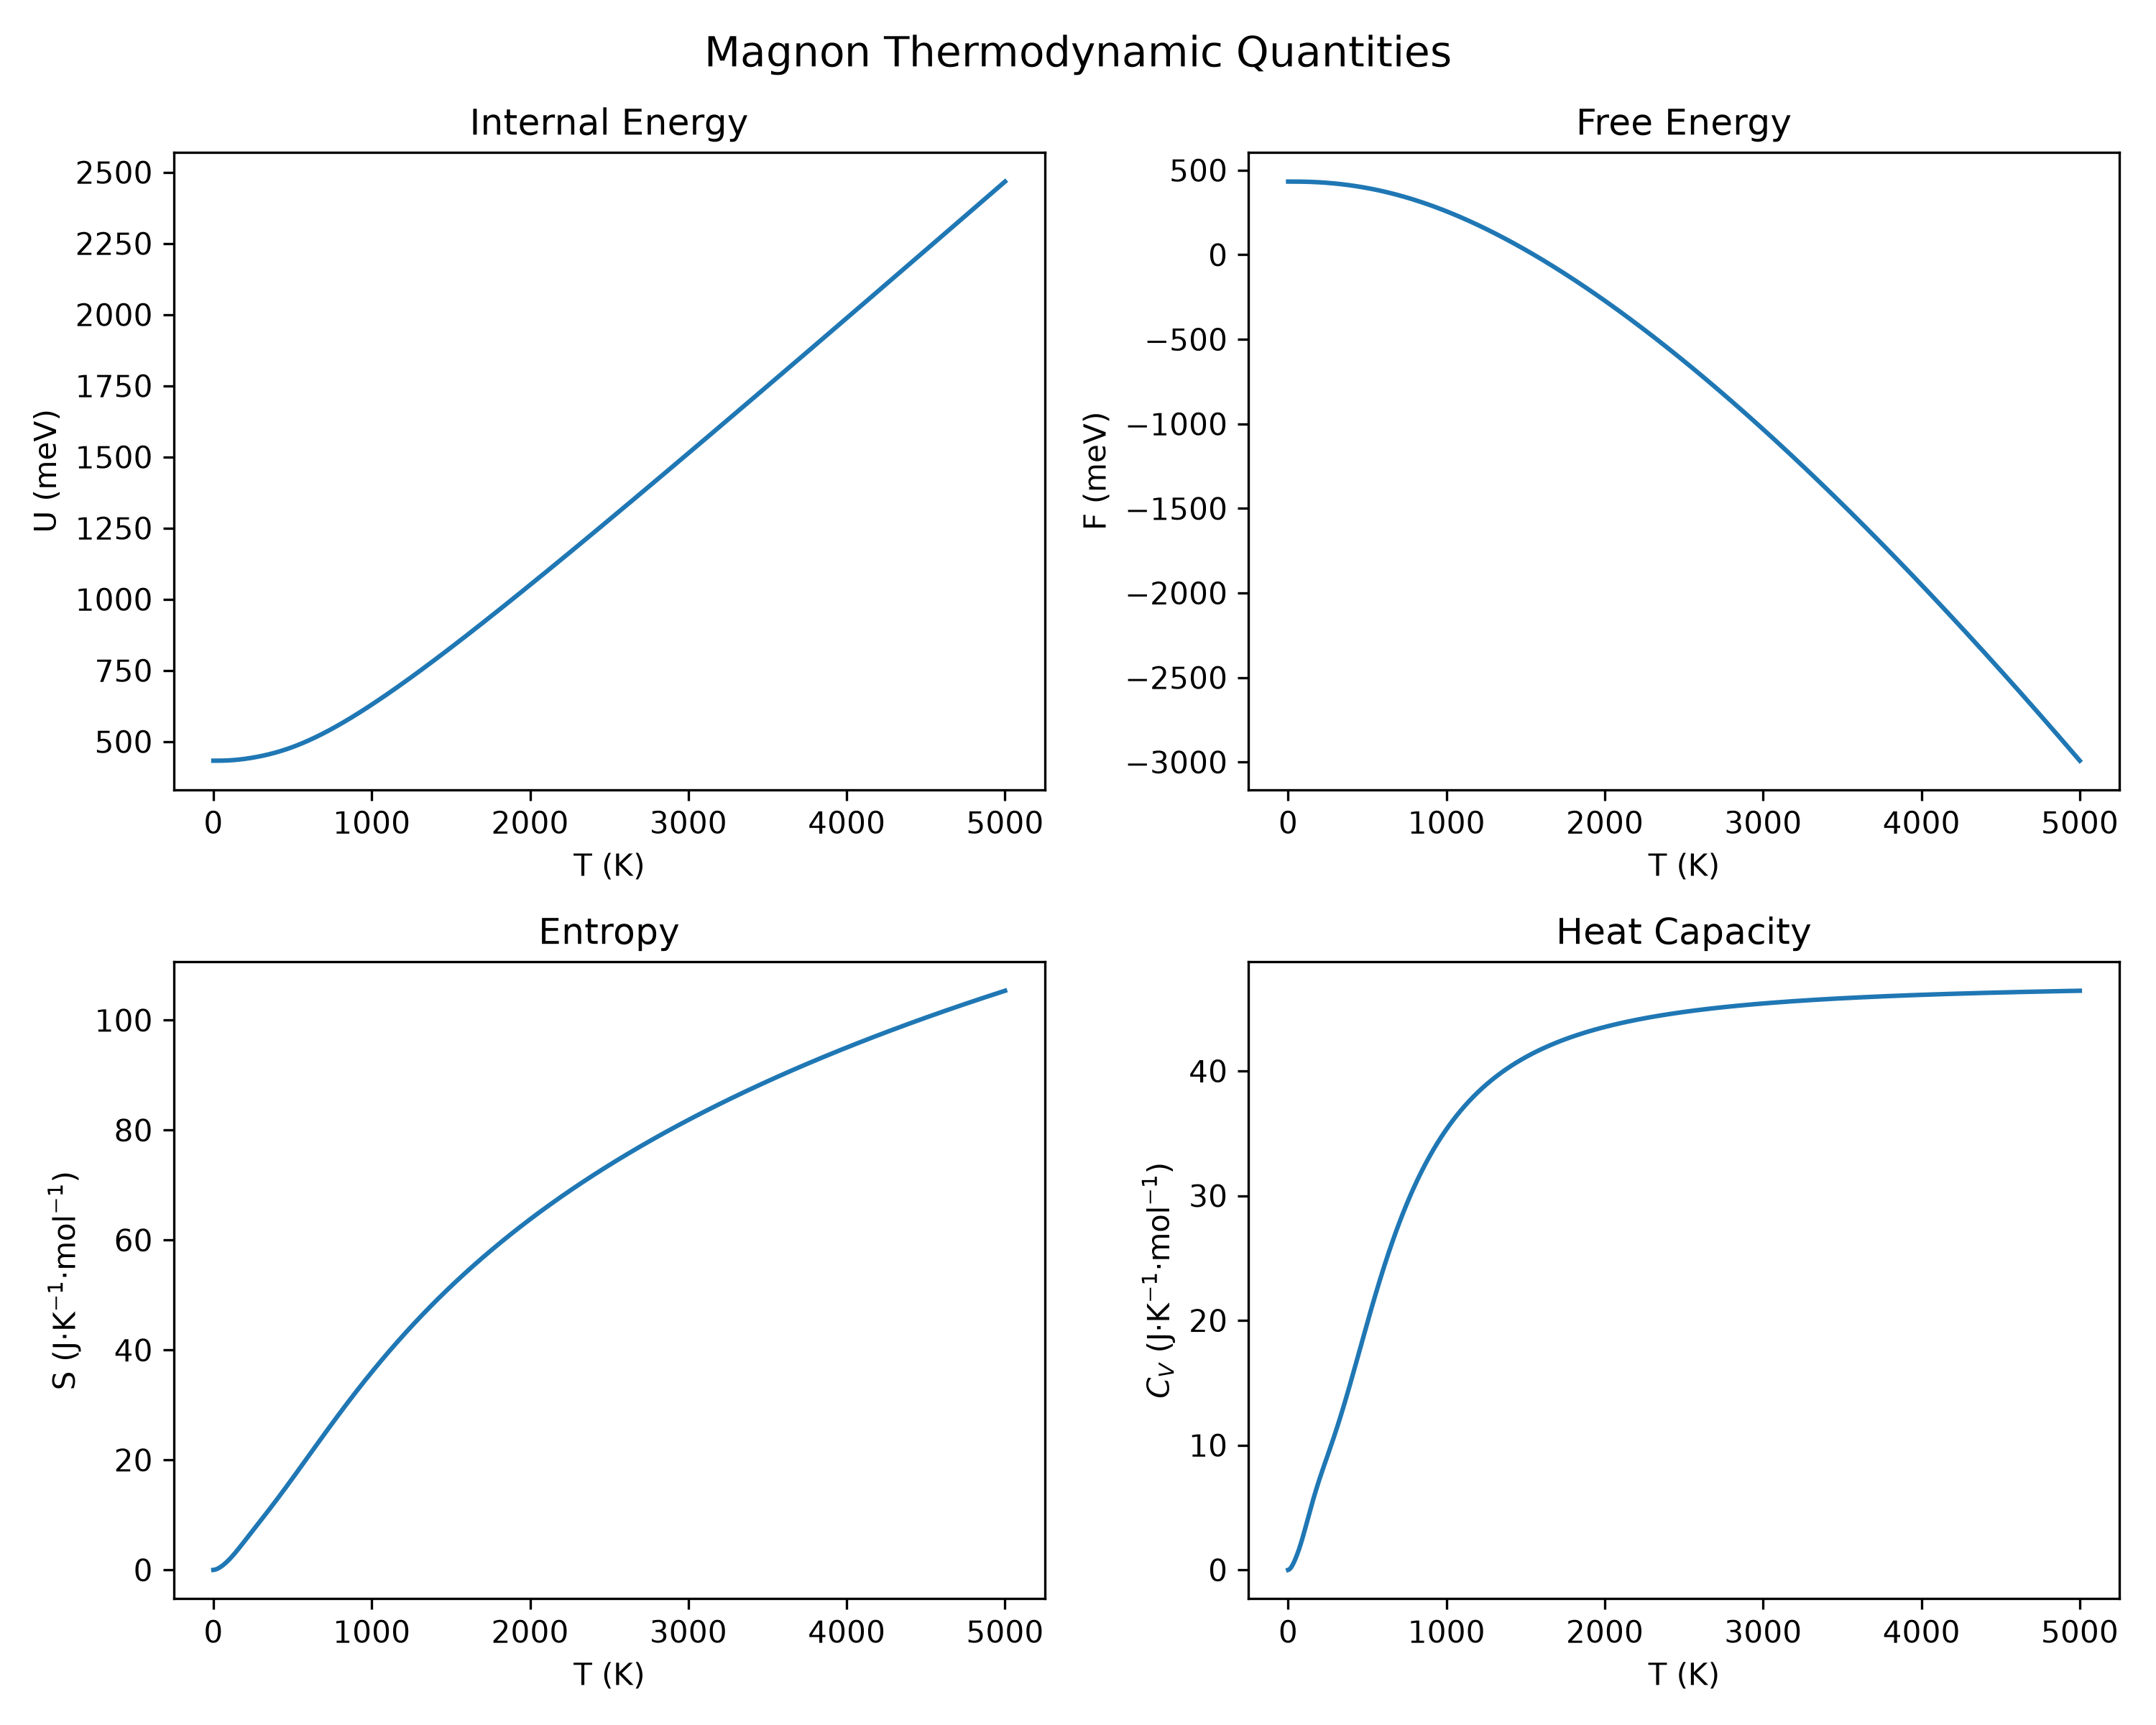 Magnon Thermodynamic Quantities
Internal Energy
U (meV)
2500
2250
2000
1750
1500
1250
1000
750
500
0 1000 2000 3000 4000 5000
T (K)
Free Energy
F (meV)
500
0
−500
−1000
−1500
−2000
−2500
−3000
0 1000 2000 3000 4000 5000
T (K)
Entropy
S (J·K⁻¹·mol⁻¹)
100
80
60
40
20
0
0 1000 2000 3000 4000 5000
T (K)
Heat Capacity
C_V (J·K⁻¹·mol⁻¹)
40
30
20
10
0
0 1000 2000 3000 4000 5000
T (K)